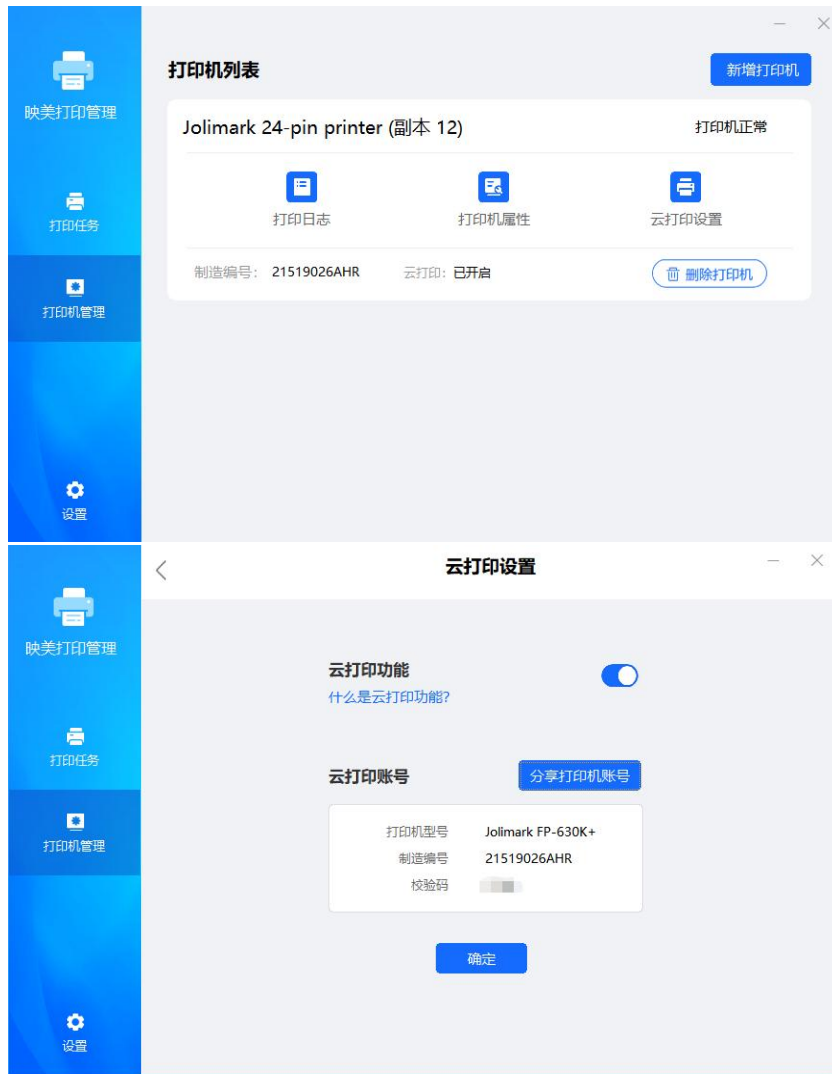 打印机列表
新增打印机
映美打印管理
Jolimark 24-pin printer (副本 12)
打印机正常
打印任务
打印日志
打印机属性
云打印设置
制造编号: 21519026AHR
云打印: 已开启
删除打印机
打印机管理
设置
云打印设置
映美打印管理
云打印功能
什么是云打印功能?
打印任务
云打印账号
分享打印机账号
打印机型号 Jolimark FP-630K+
制造编号 21519026AHR
校验码
打印机管理
确定
设置